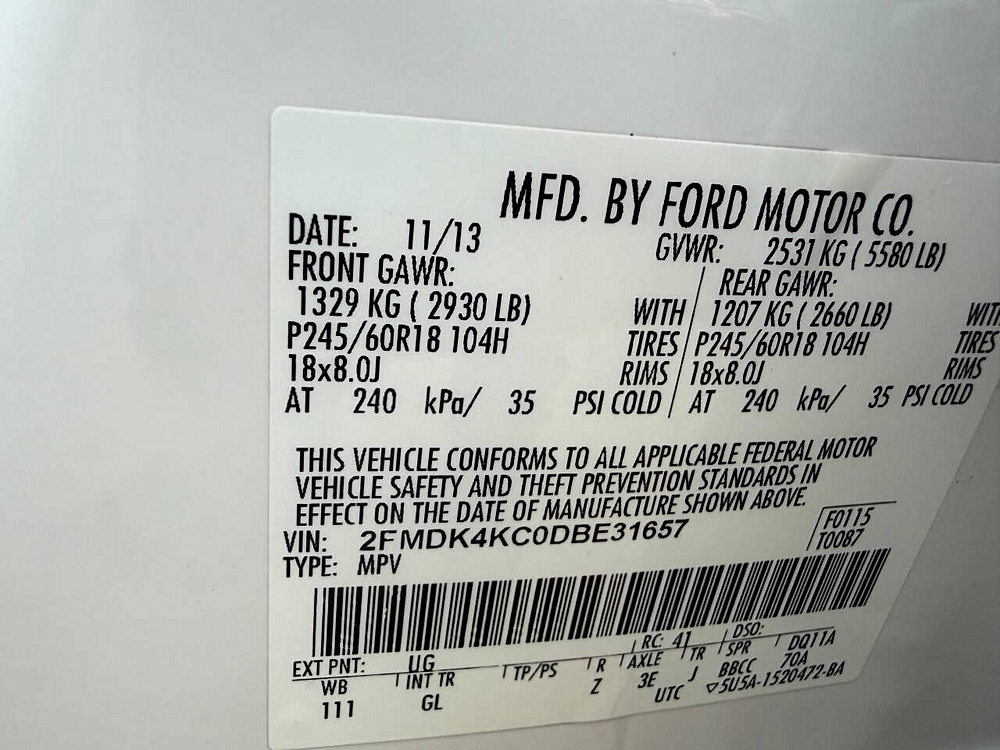 MFD. BY FORD MOTOR CO.
DATE: 11/13 GVWR: 2531 KG ( 5580 LB)
FRONT GAWR: REAR GAWR:
1329 KG ( 2930 LB) WITH 1207 KG ( 2660 LB) WITH
P245/60R18 104H TIRES P245/60R18 104H TIRES
18x8.0J RIMS 18x8.0J RIMS
AT 240 kPa/ 35 PSI COLD AT 240 kPa/ 35 PSI COLD
THIS VEHICLE CONFORMS TO ALL APPLICABLE FEDERAL MOTOR
VEHICLE SAFETY AND THEFT PREVENTION STANDARDS IN
EFFECT ON THE DATE OF MANUFACTURE SHOWN ABOVE.
VIN: 2FMDK4KC0DBE31657 F0115
TYPE: MPV T0087
EXT PNT: UG RC: 41 DSO:
WB INT TR TP/PS R AXLE TR SPR DQ11A
111 GL Z 3E J BBCC 70A
UTC ▽5U5A-1520472-BA